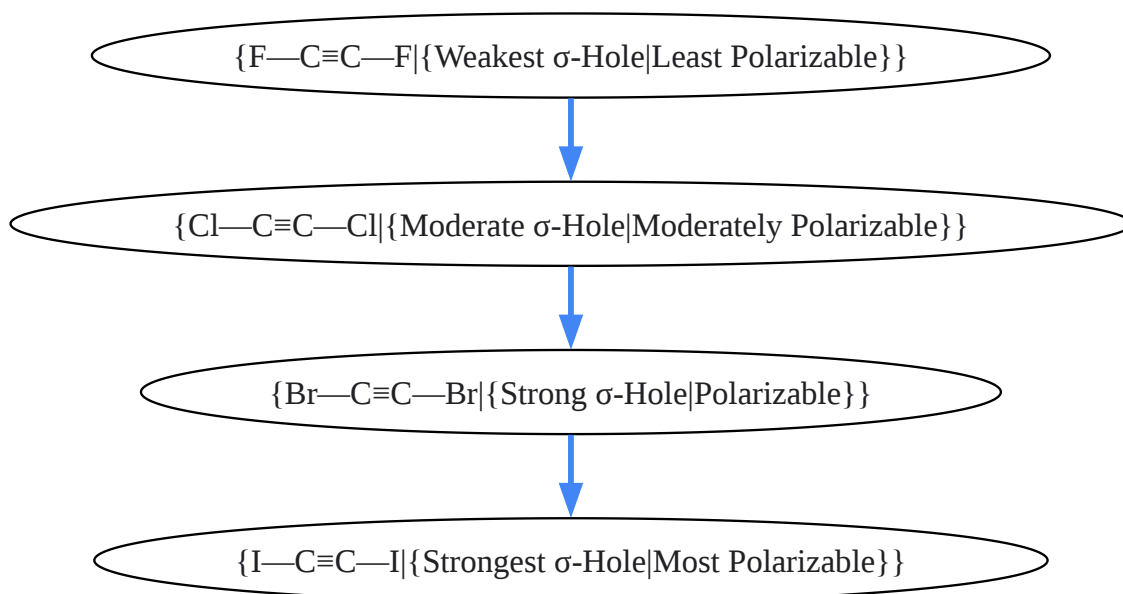 {F—C≡C—F|{Weakest σ-Hole|Least Polarizable}}
{Cl—C≡C—Cl|{Moderate σ-Hole|Moderately Polarizable}}
{Br—C≡C—Br|{Strong σ-Hole|Polarizable}}
{I—C≡C—I|{Strongest σ-Hole|Most Polarizable}}